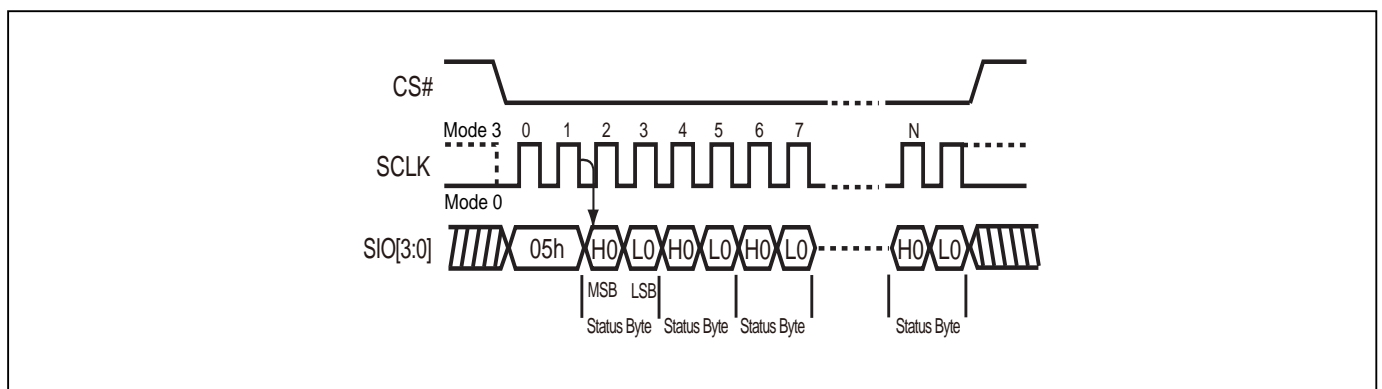 CS#
Mode 3 0 1 2 3 4 5 6 7 N
SCLK
Mode 0
SIO[3:0] 05h H0 L0 H0 L0 H0 L0 H0 L0
MSB LSB
Status Byte Status Byte Status Byte Status Byte